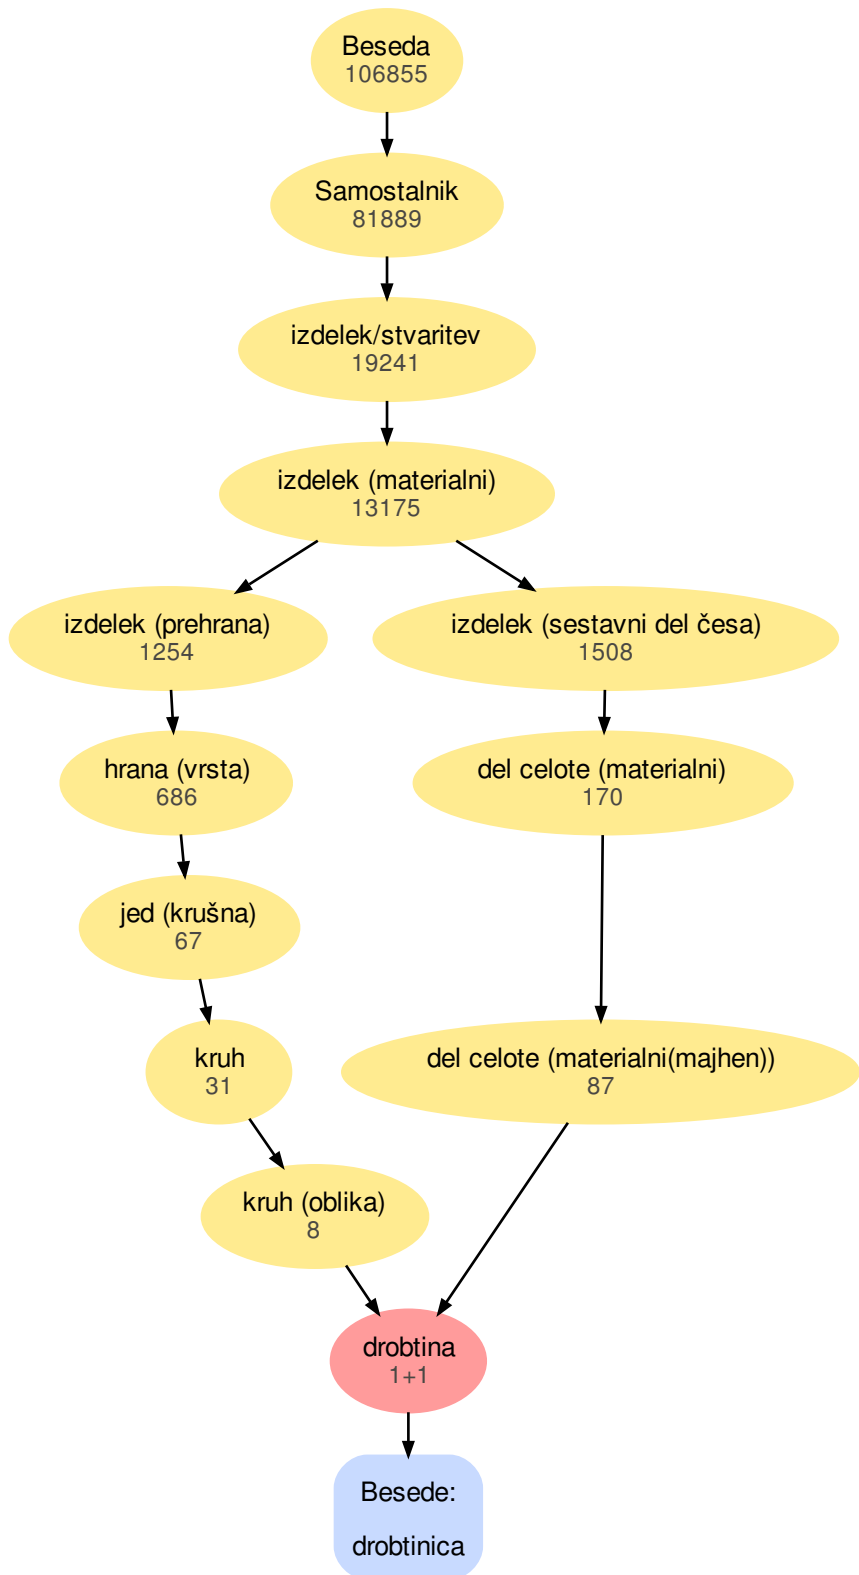 Beseda
106855
Samostalnik
81889
izdelek/stvaritev
19241
izdelek (materialni)
13175
izdelek (prehrana)
1254
izdelek (sestavni del česa)
1508
hrana (vrsta)
686
del celote (materialni)
170
jed (krušna)
67
kruh
31
del celote (materialni(majhen))
87
kruh (oblika)
8
drobtina
1+1
Besede:
drobtinica